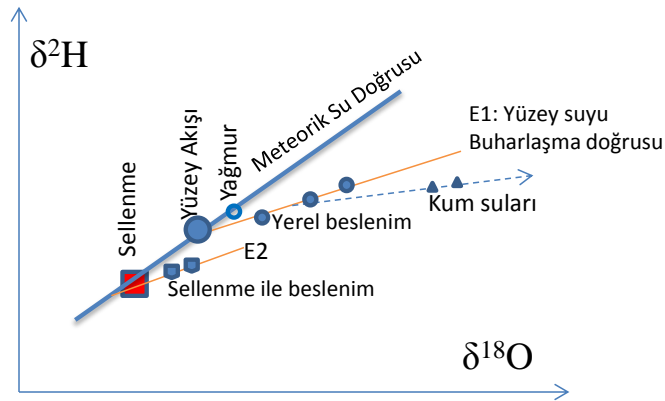 δ²H
Sellenme
Yüzey Akışı
Yağmur
Meteorik Su Doğrusu
E1: Yüzey suyu
Buharlaşma doğrusu
Kum suları
Yerel beslenim
E2
Sellenme ile beslenim
δ¹⁸O